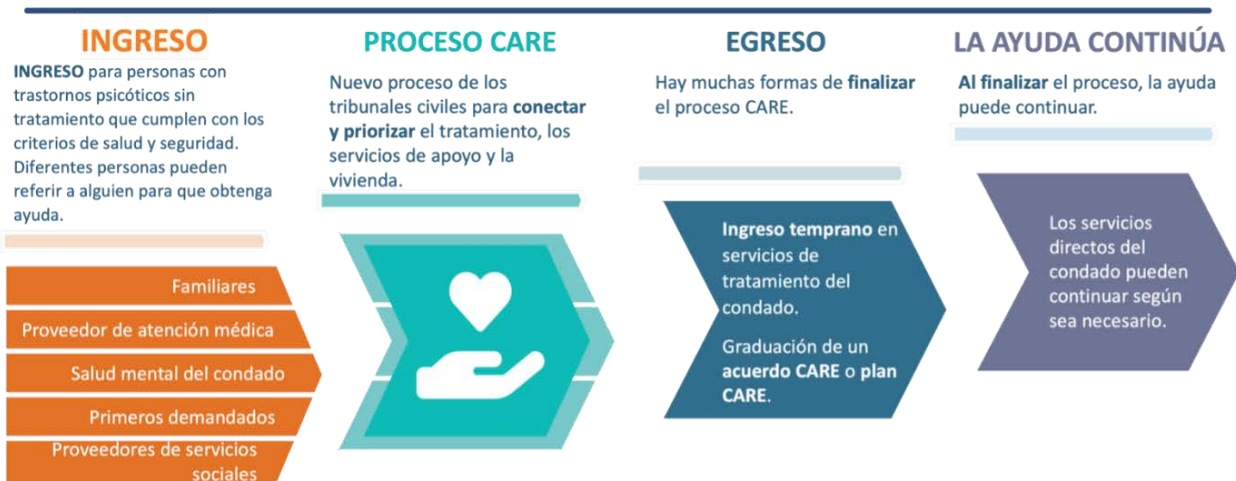 INGRESO
INGRESO para personas con
trastornos psicóticos sin
tratamiento que cumplen con los
criterios de salud y seguridad.
Diferentes personas pueden
referir a alguien para que obtenga
ayuda.
Familiares
Proveedor de atención médica
Salud mental del condado
Primeros demandados
Proveedores de servicios
sociales
PROCESO CARE
Nuevo proceso de los
tribunales civiles para conectar
y priorizar el tratamiento, los
servicios de apoyo y la
vivienda.
EGRESO
Hay muchas formas de finalizar
el proceso CARE.
Ingreso temprano en
servicios de
tratamiento del
condado.
Graduación de un
acuerdo CARE o plan
CARE.
LA AYUDA CONTINÚA
Al finalizar el proceso, la ayuda
puede continuar.
Los servicios
directos del
condado pueden
continuar según
sea necesario.